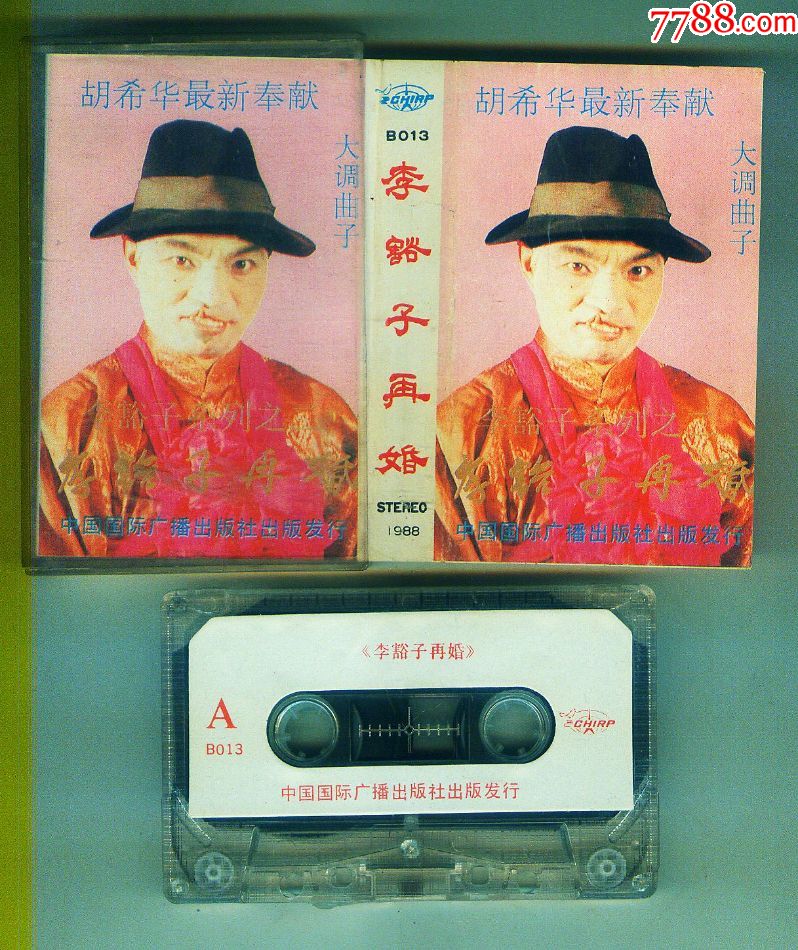 7788.com
胡希华最新奉献
大调曲子
李豁子系列之
李豁子再婚
中国国际广播出版社出版发行
CHIRP
B013
李豁子再婚
STEREO
1988
胡希华最新奉献
大调曲子
李豁子系列之
李豁子再婚
中国国际广播出版社出版发行
《李豁子再婚》
A
B013
CHIRP
中国国际广播出版社出版发行